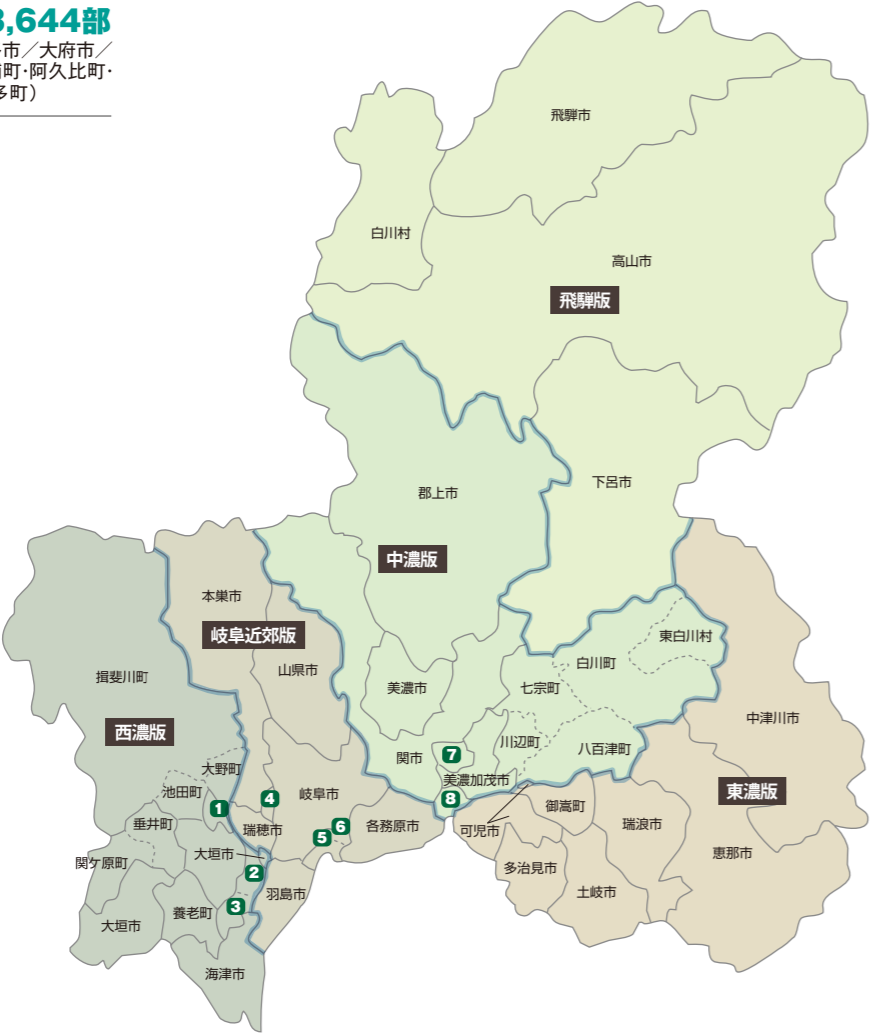 3,644部
市／大府市／
町・阿久比町・
多町）
飛騨市
白川村
高山市
飛騨版
下呂市
郡上市
中濃版
本巣市
岐阜近郊版
山県市
東白川村
白川町
七宗町
美濃市
揖斐川町
西濃版
中津川市
川辺町
八百津町
関市
7
美濃加茂市
8
大野町
池田町
1
4
岐阜市
垂井町
瑞穂市
5
6
各務原市
可児市
御嵩町
瑞浪市
東濃版
恵那市
関ケ原町
大垣市
2
多治見市
土岐市
羽島市
養老町
3
大垣市
海津市